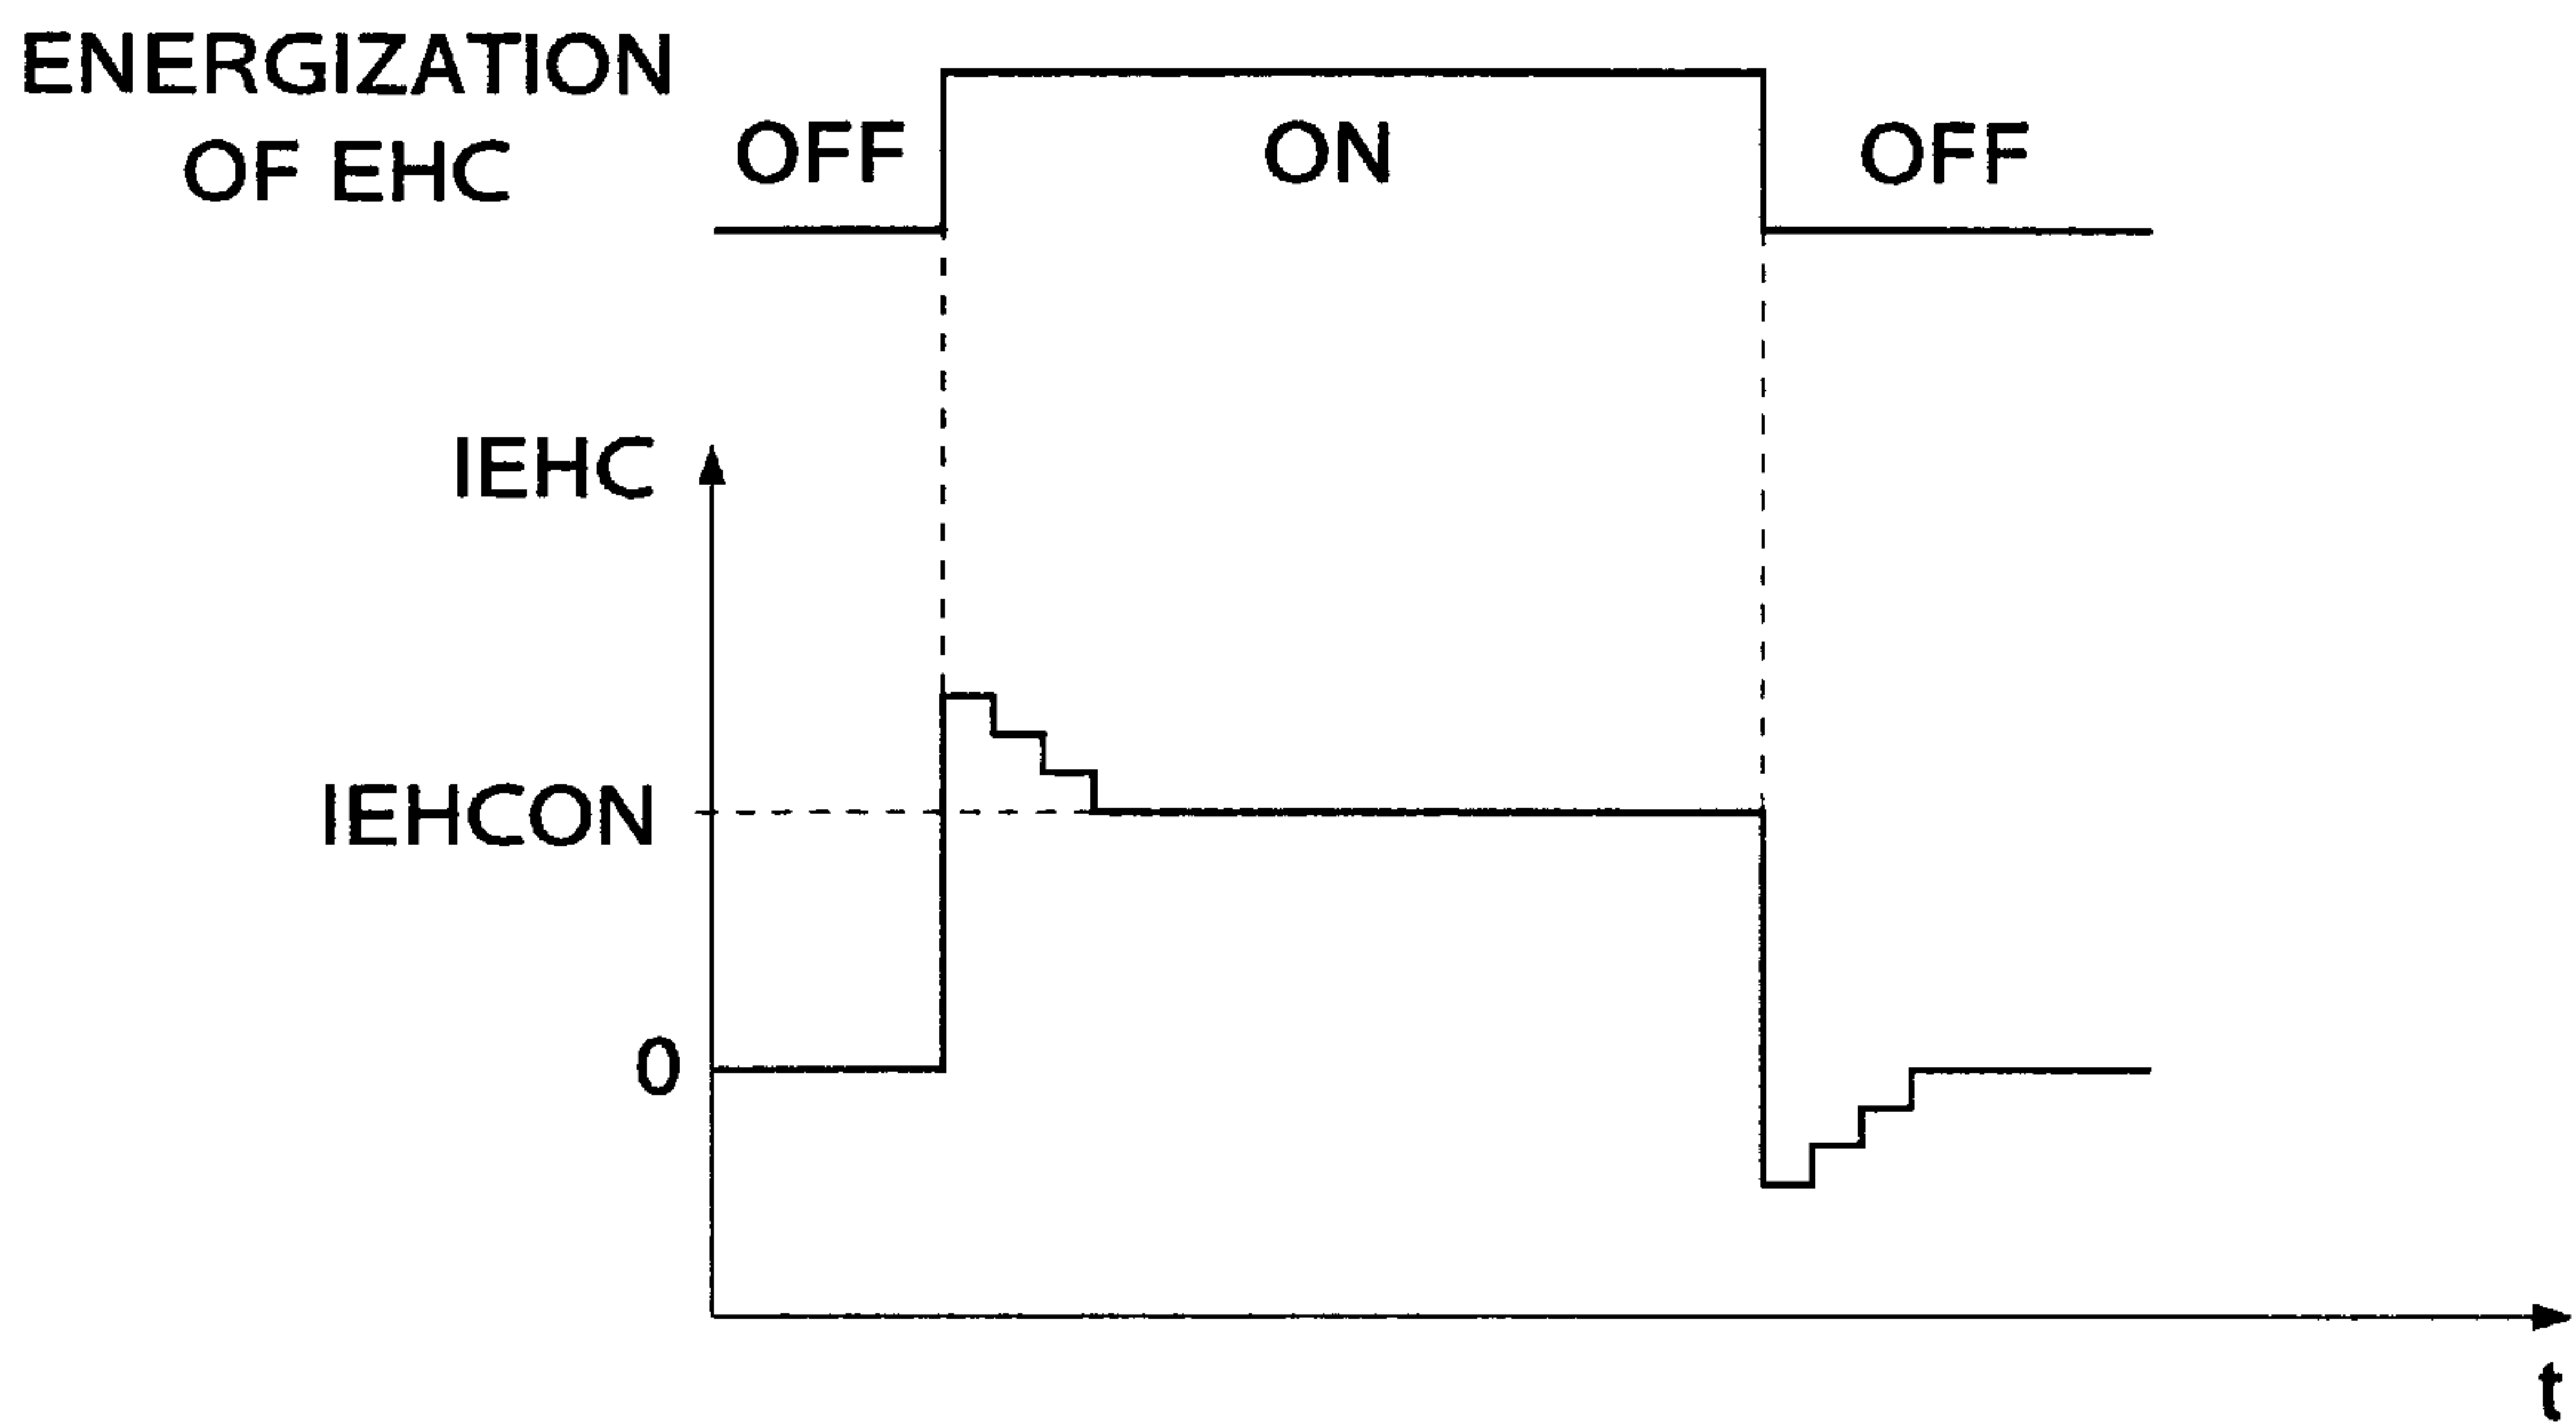 ENERGIZATION
OF EHC
OFF
ON
OFF
IEHC
IEHCON
0
t